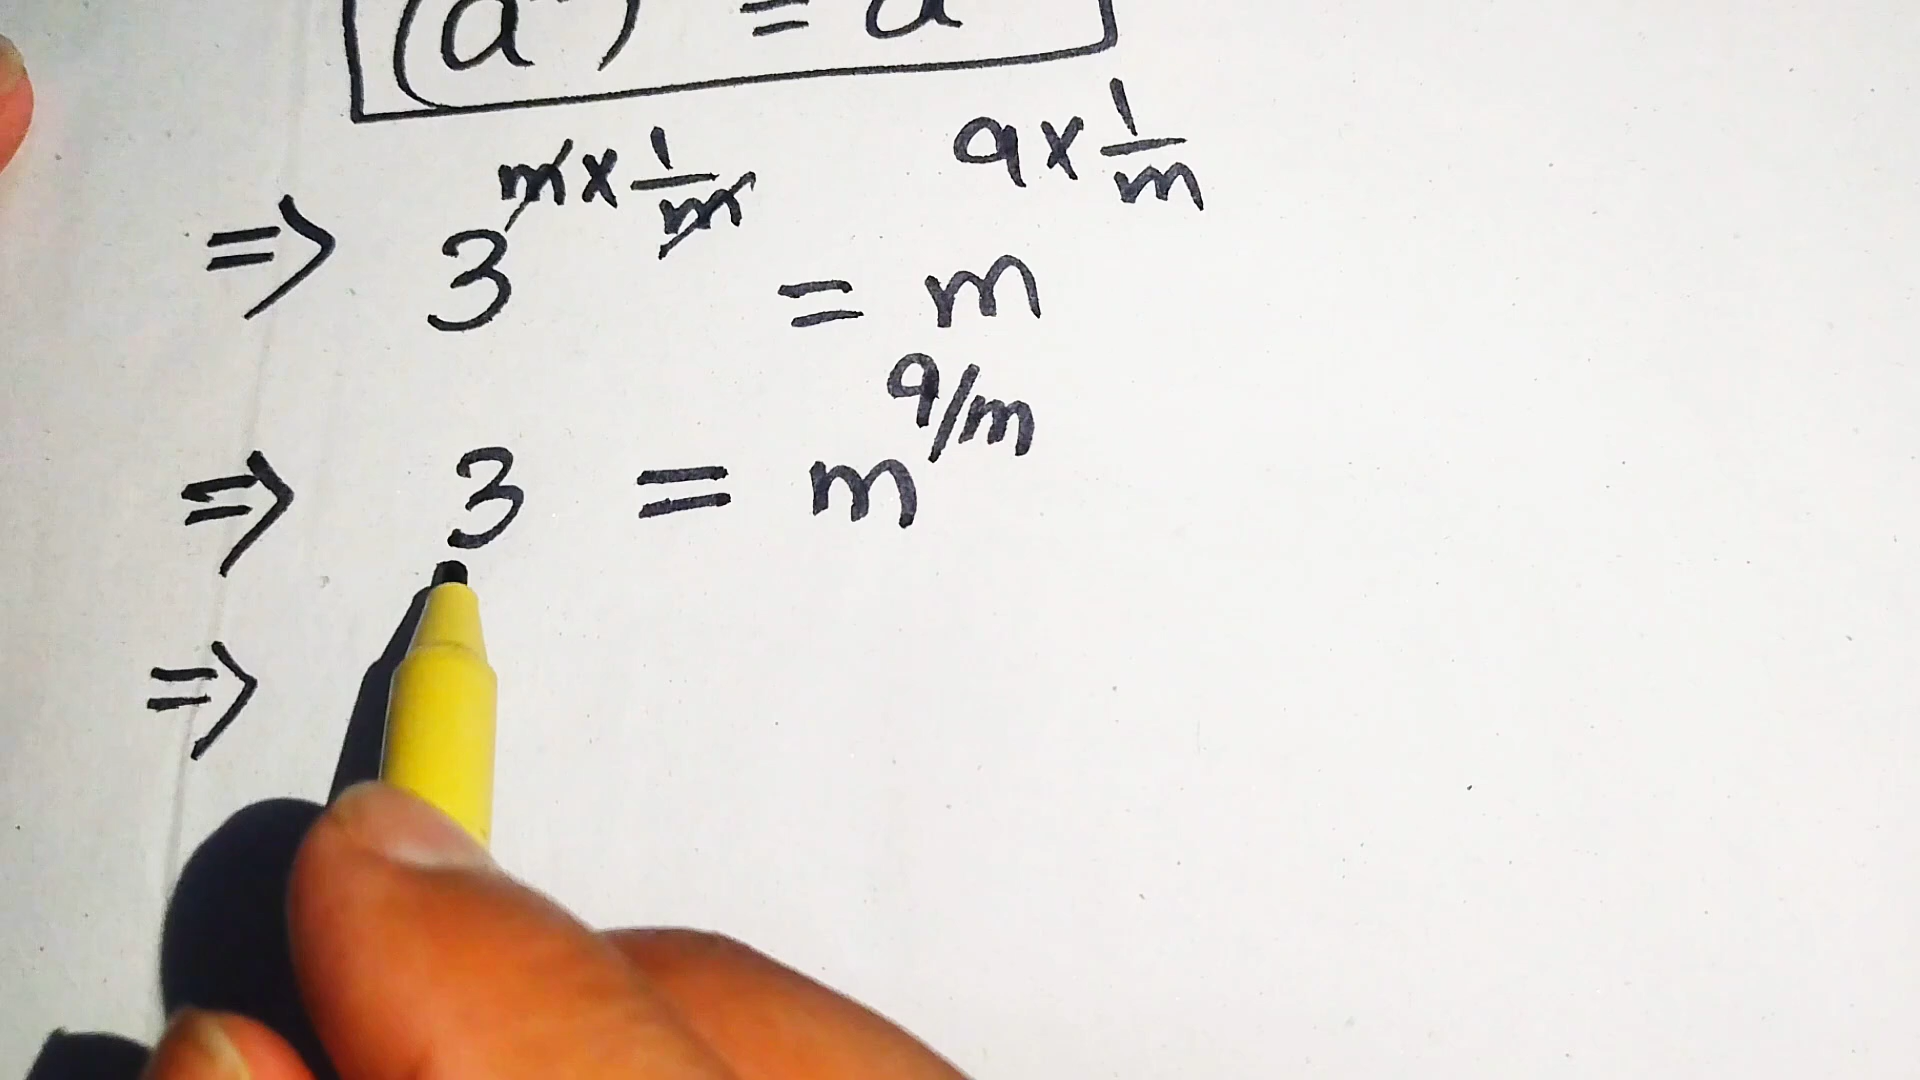 (a ) = a
⇒ 3^(m × 1/m) = m^(9 × 1/m)
⇒ 3 = m^(9/m)
⇒